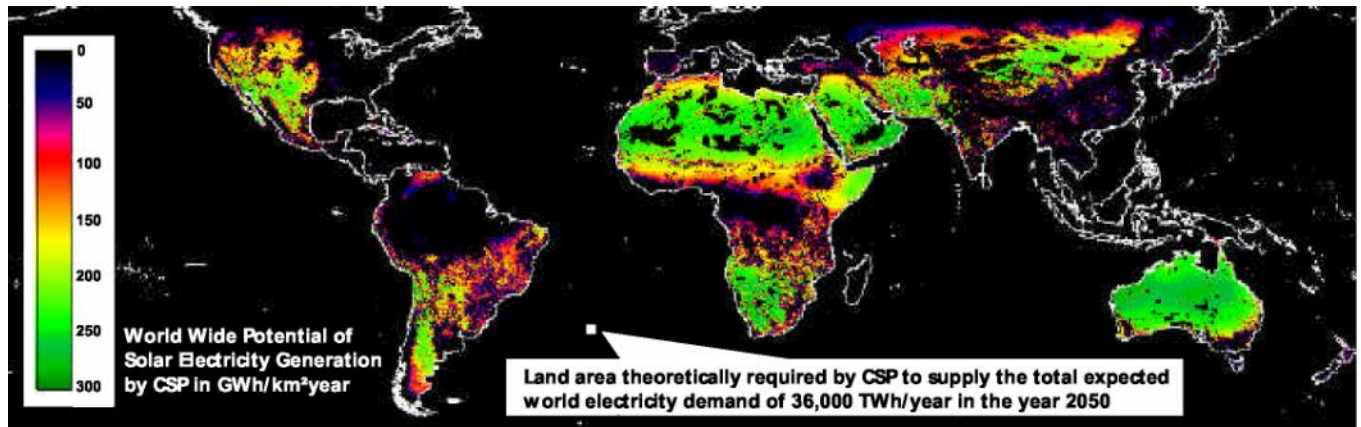 0
50
100
150
200
250
300
World Wide Potential of
Solar Electricity Generation
by CSP in GWh/km²year
Land area theoretically required by CSP to supply the total expected
world electricity demand of 36,000 TWh/year in the year 2050